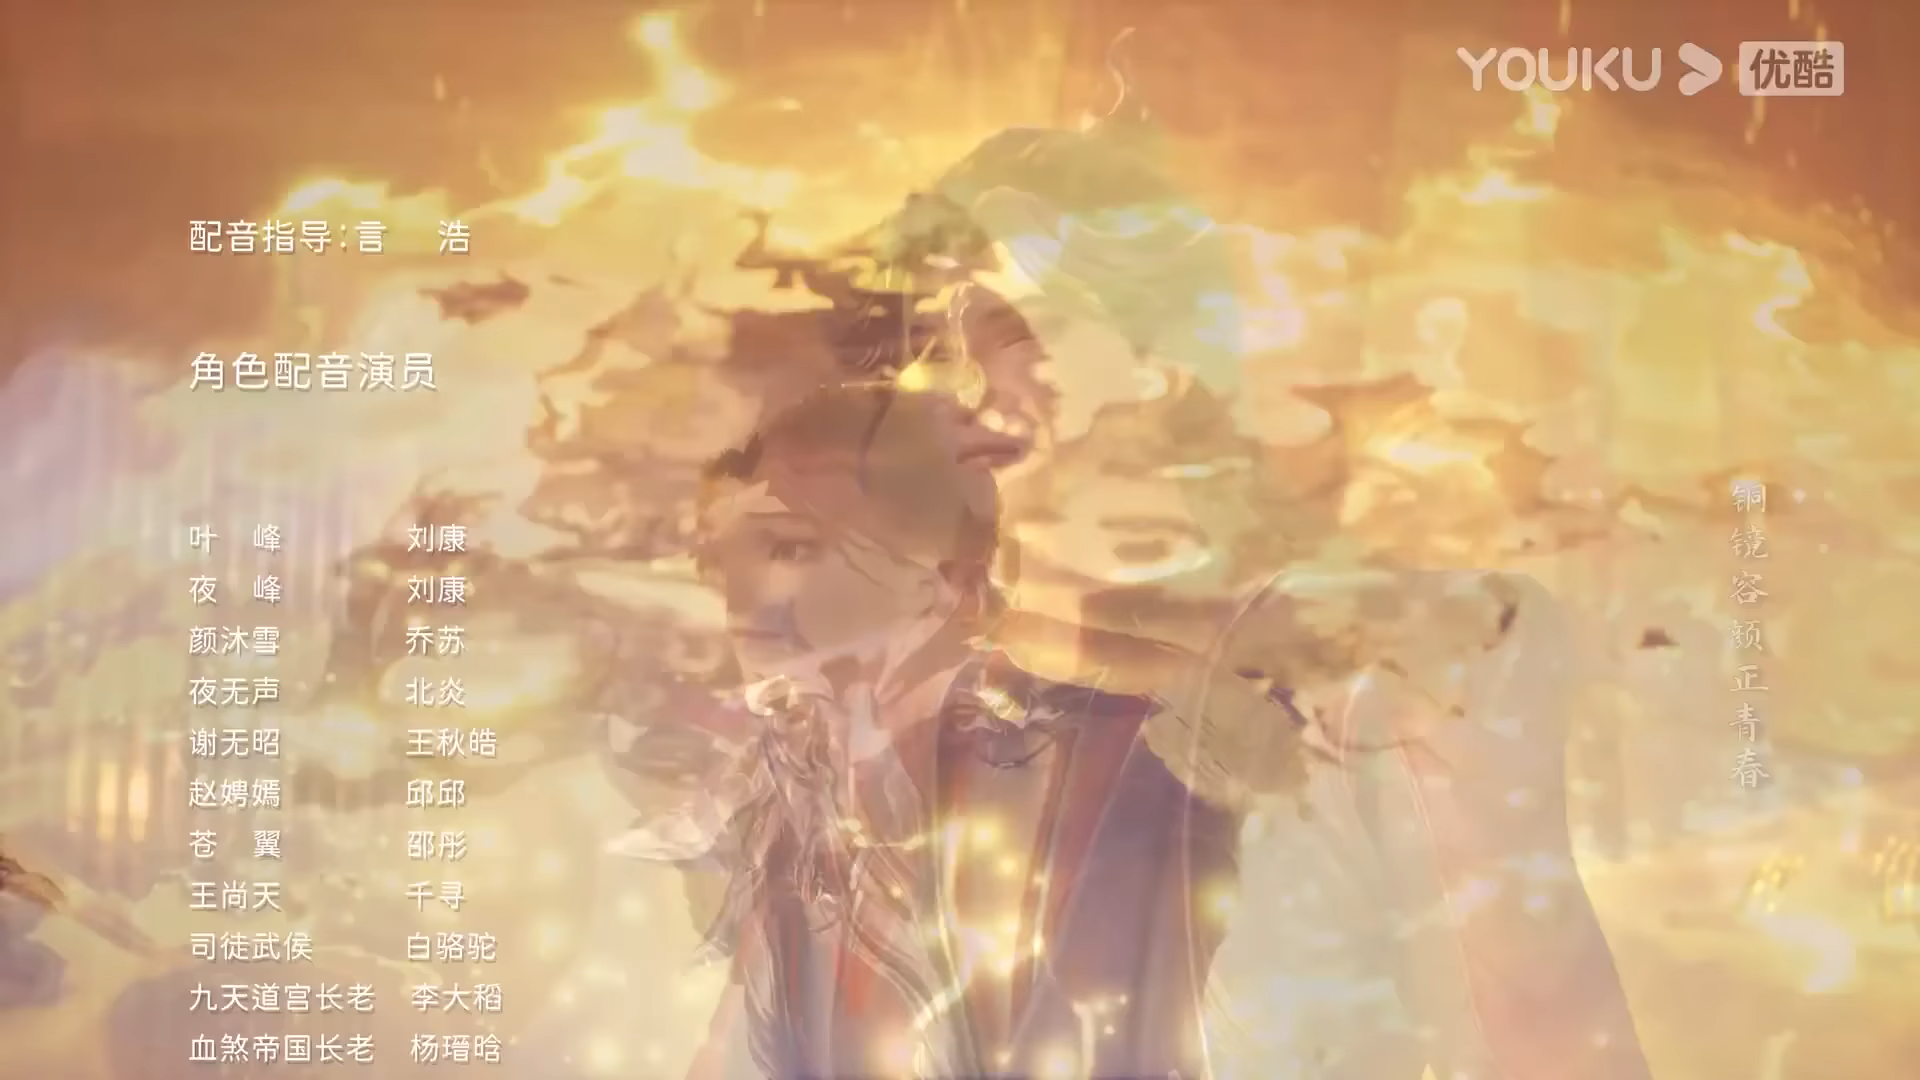 YOUKU 优酷
配音指导:言 浩
角色配音演员
叶 峰 刘康
夜 峰 刘康
颜沐雪 乔苏
夜无声 北炎
谢无昭 王秋皓
赵娉嫣 邱邱
苍 翼 邵彤
王尚天 千寻
司徒武侯 白骆驼
九天道宫长老 李大稻
血煞帝国长老 杨瑨晗
铜镜容颜正青春